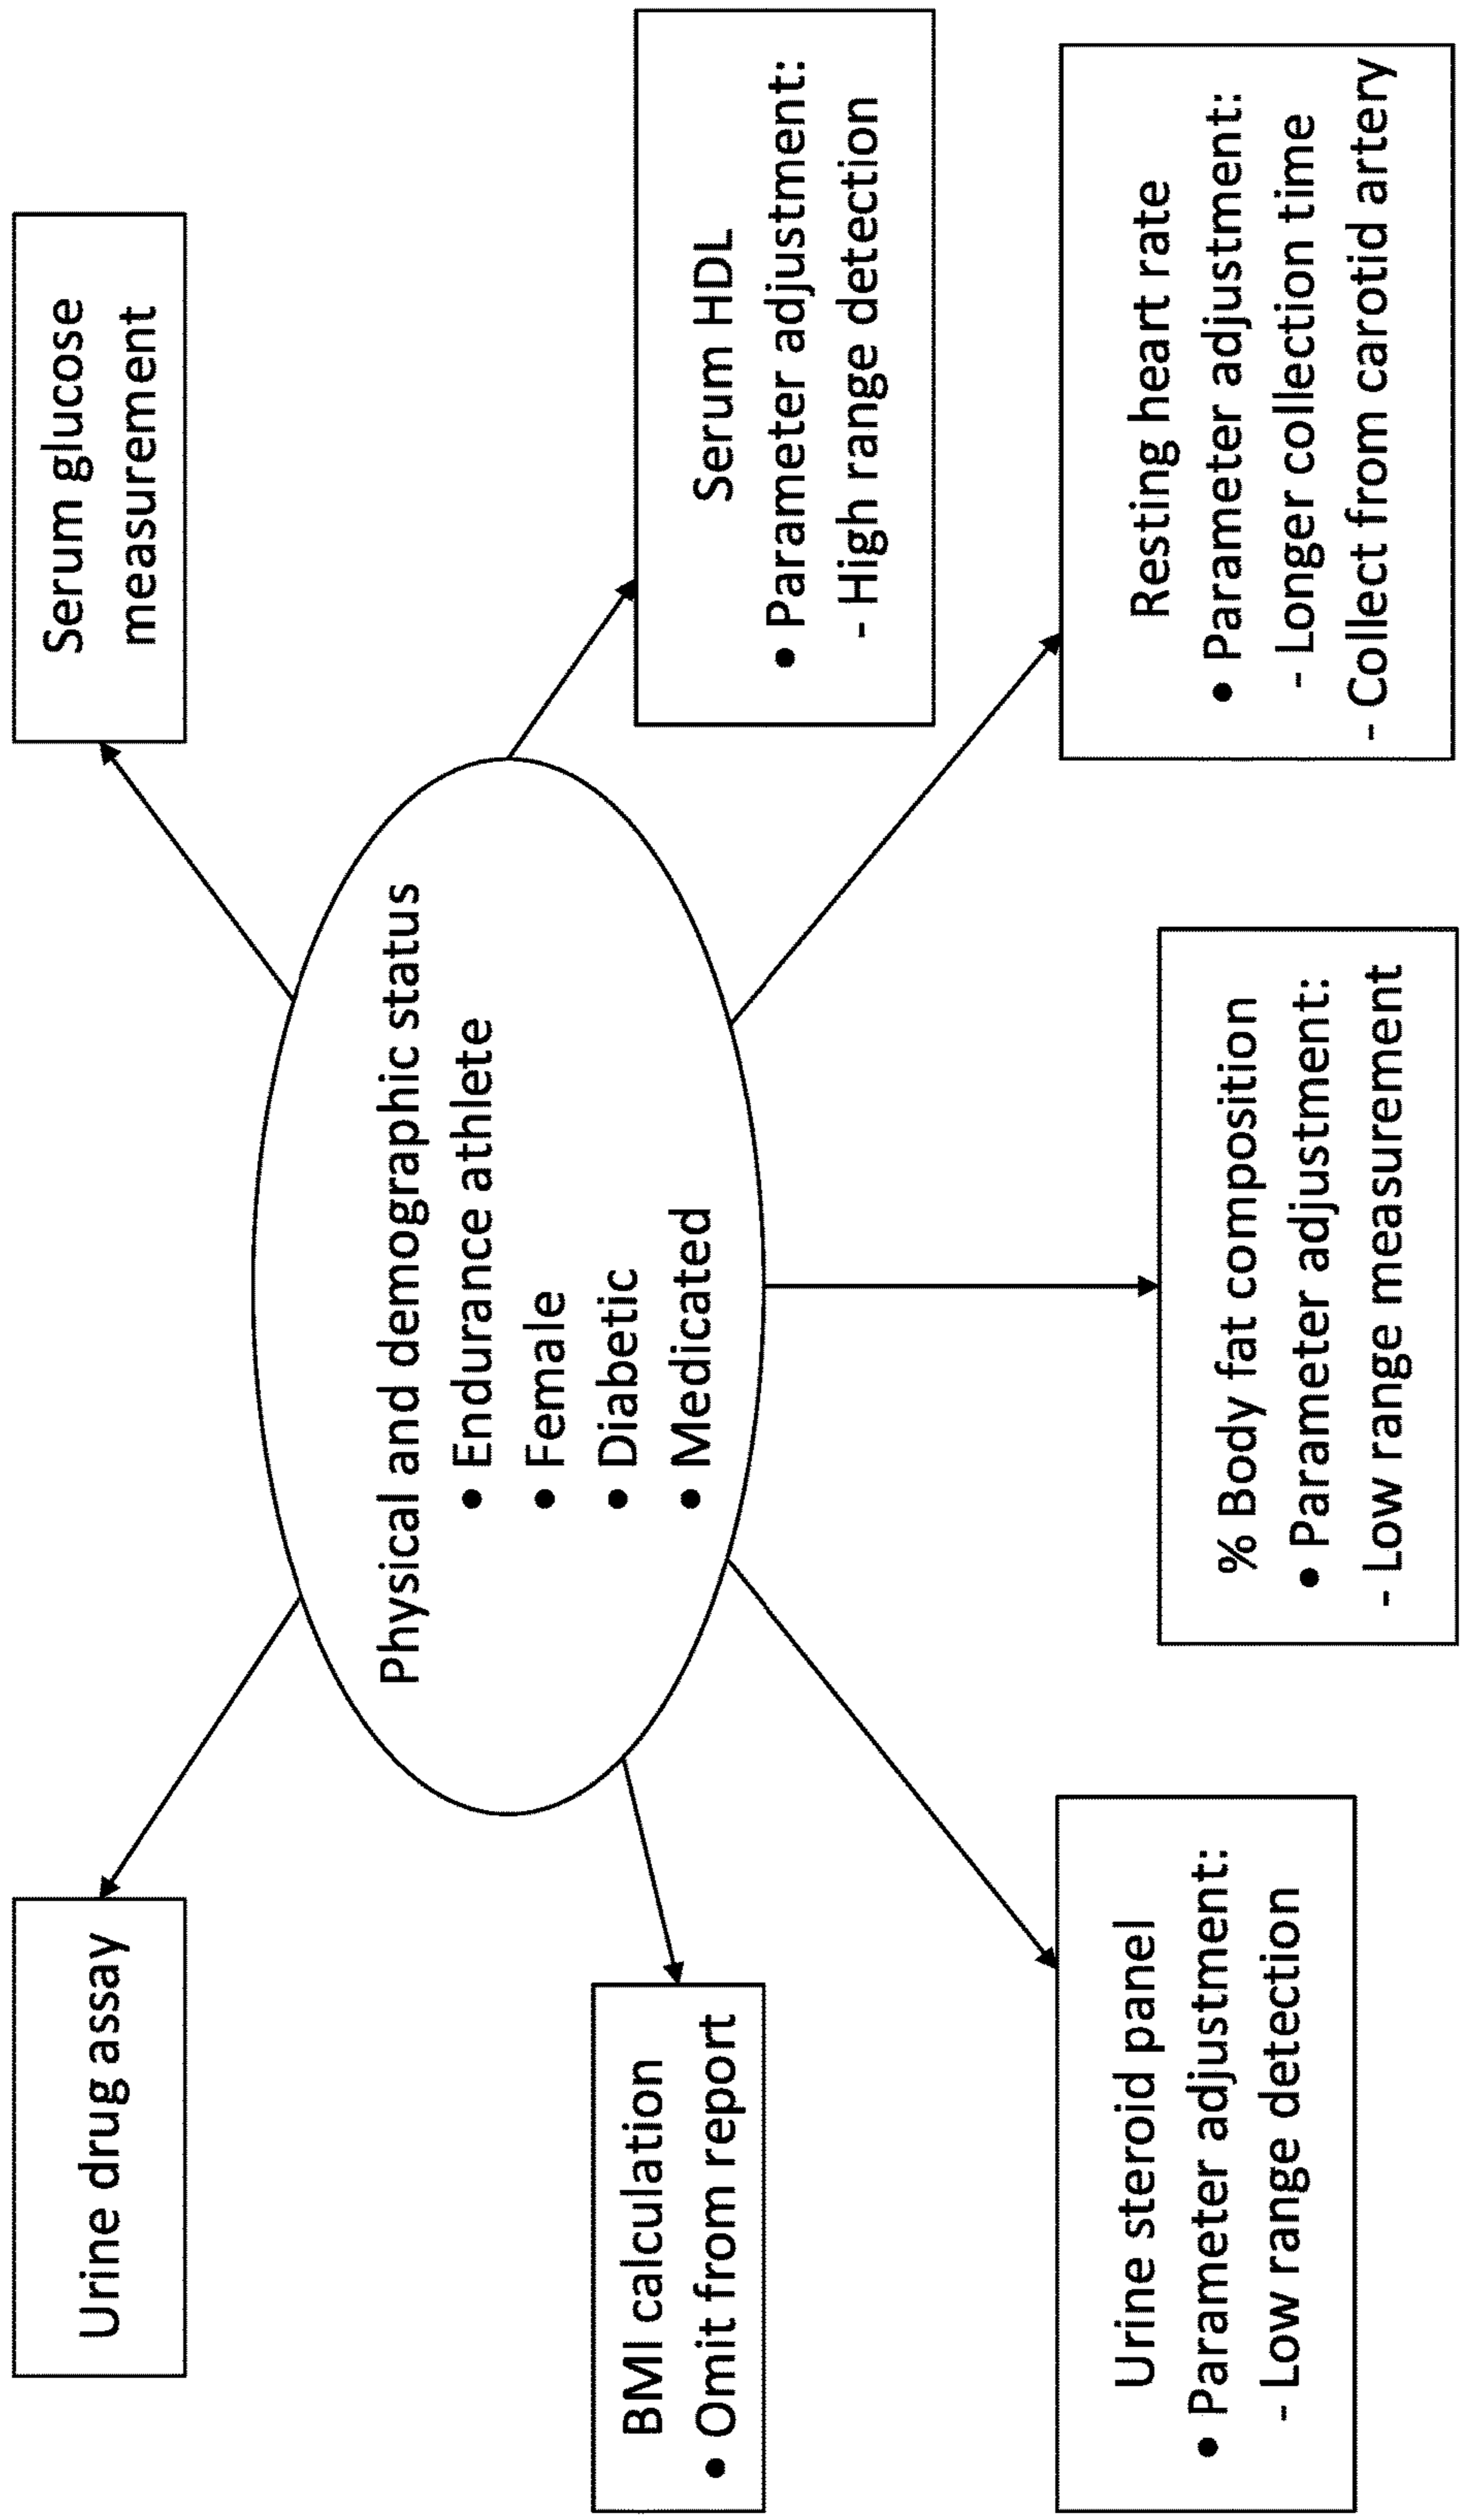 Urine drug assay
Serum glucose
measurement
Physical and demographic status
• Endurance athlete
• Female
• Diabetic
• Medicated
BMI calculation
• Omit from report
Serum HDL
• Parameter adjustment:
- High range detection
Urine steroid panel
• Parameter adjustment:
- Low range detection
% Body fat composition
• Parameter adjustment:
- Low range measurement
Resting heart rate
• Parameter adjustment:
- Longer collection time
- Collect from carotid artery